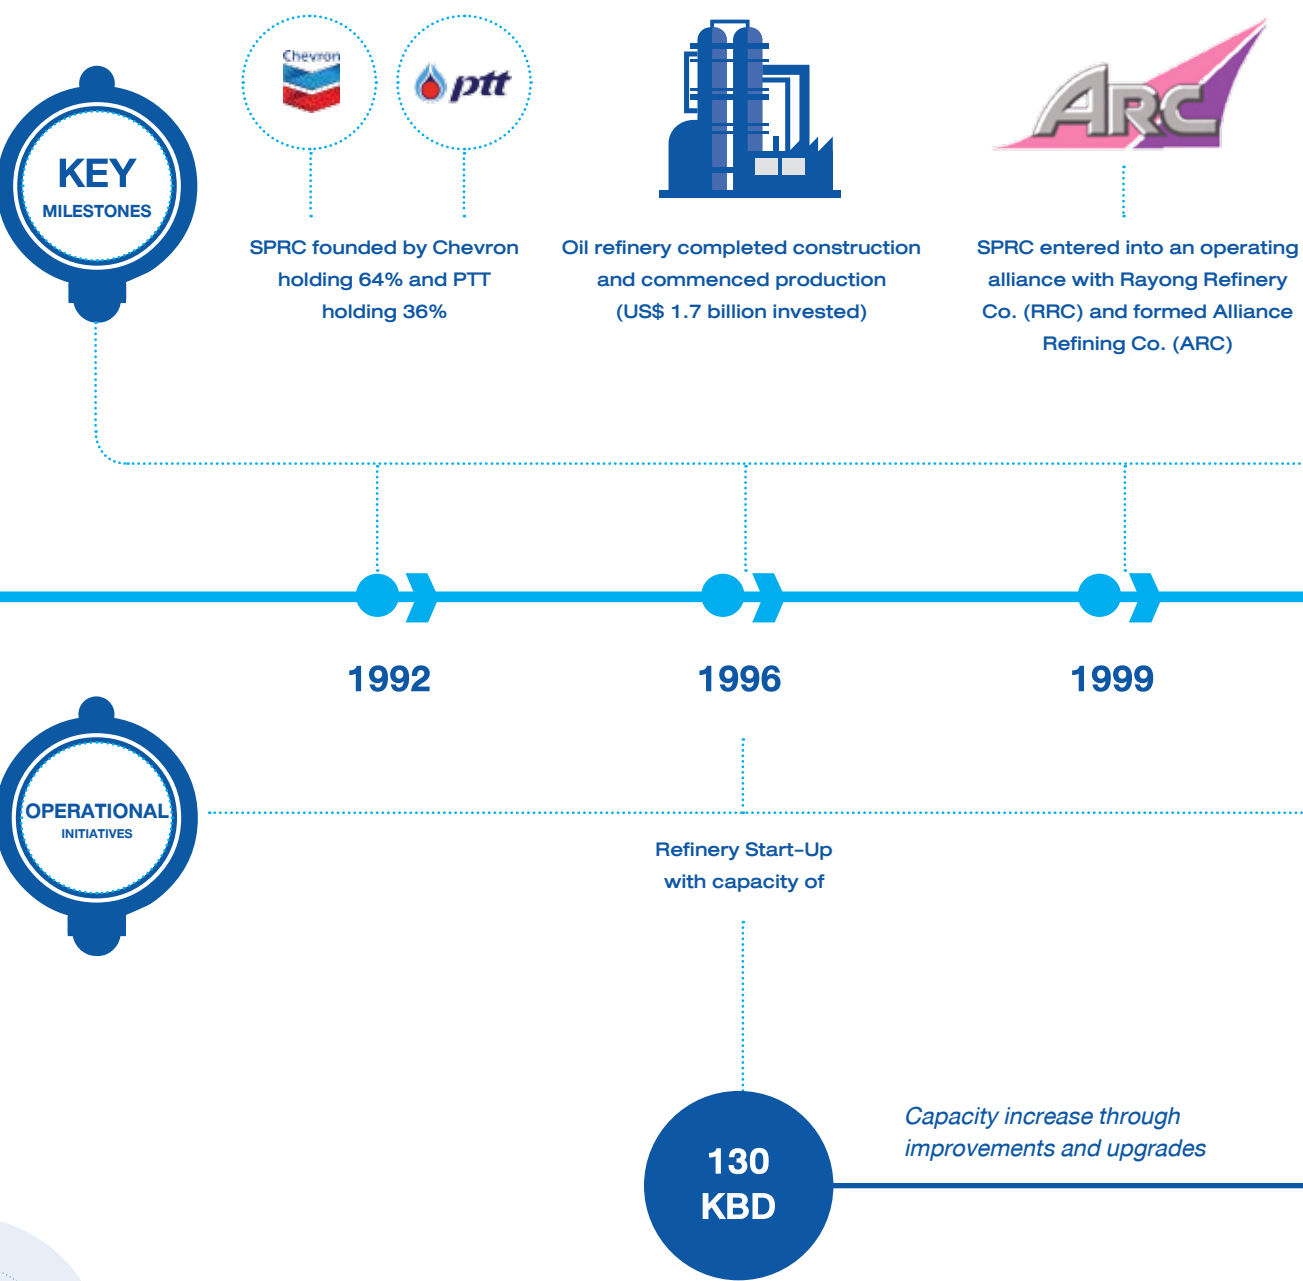 Chevron
ptt
ARC
KEY
MILESTONES
SPRC founded by Chevron
holding 64% and PTT
holding 36%
Oil refinery completed construction
and commenced production
(US$ 1.7 billion invested)
SPRC entered into an operating
alliance with Rayong Refinery
Co. (RRC) and formed Alliance
Refining Co. (ARC)
1992
1996
1999
OPERATIONAL
INITIATIVES
Refinery Start-Up
with capacity of
130
KBD
Capacity increase through
improvements and upgrades